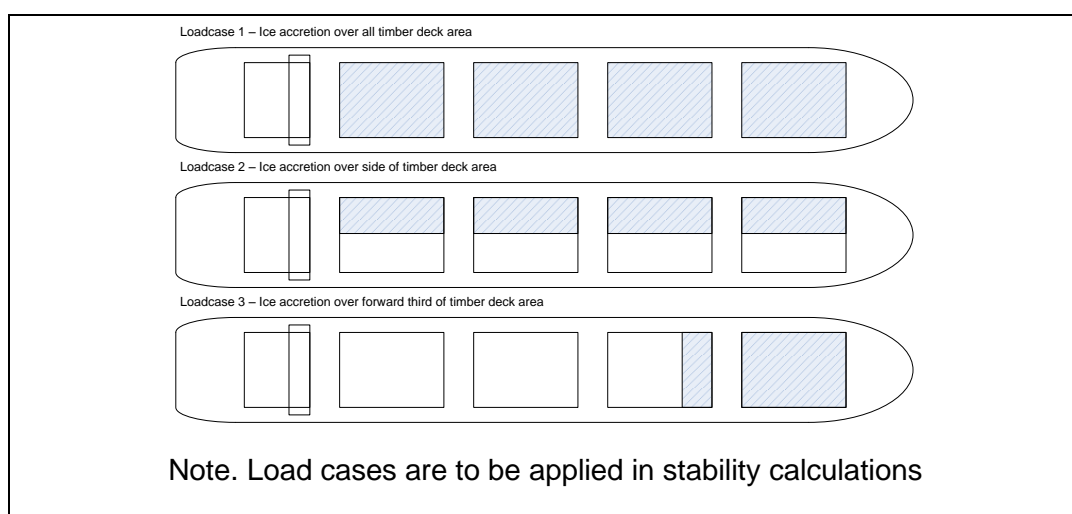 Loadcase 1 – Ice accretion over all timber deck area
Loadcase 2 – Ice accretion over side of timber deck area
Loadcase 3 – Ice accretion over forward third of timber deck area
Note. Load cases are to be applied in stability calculations